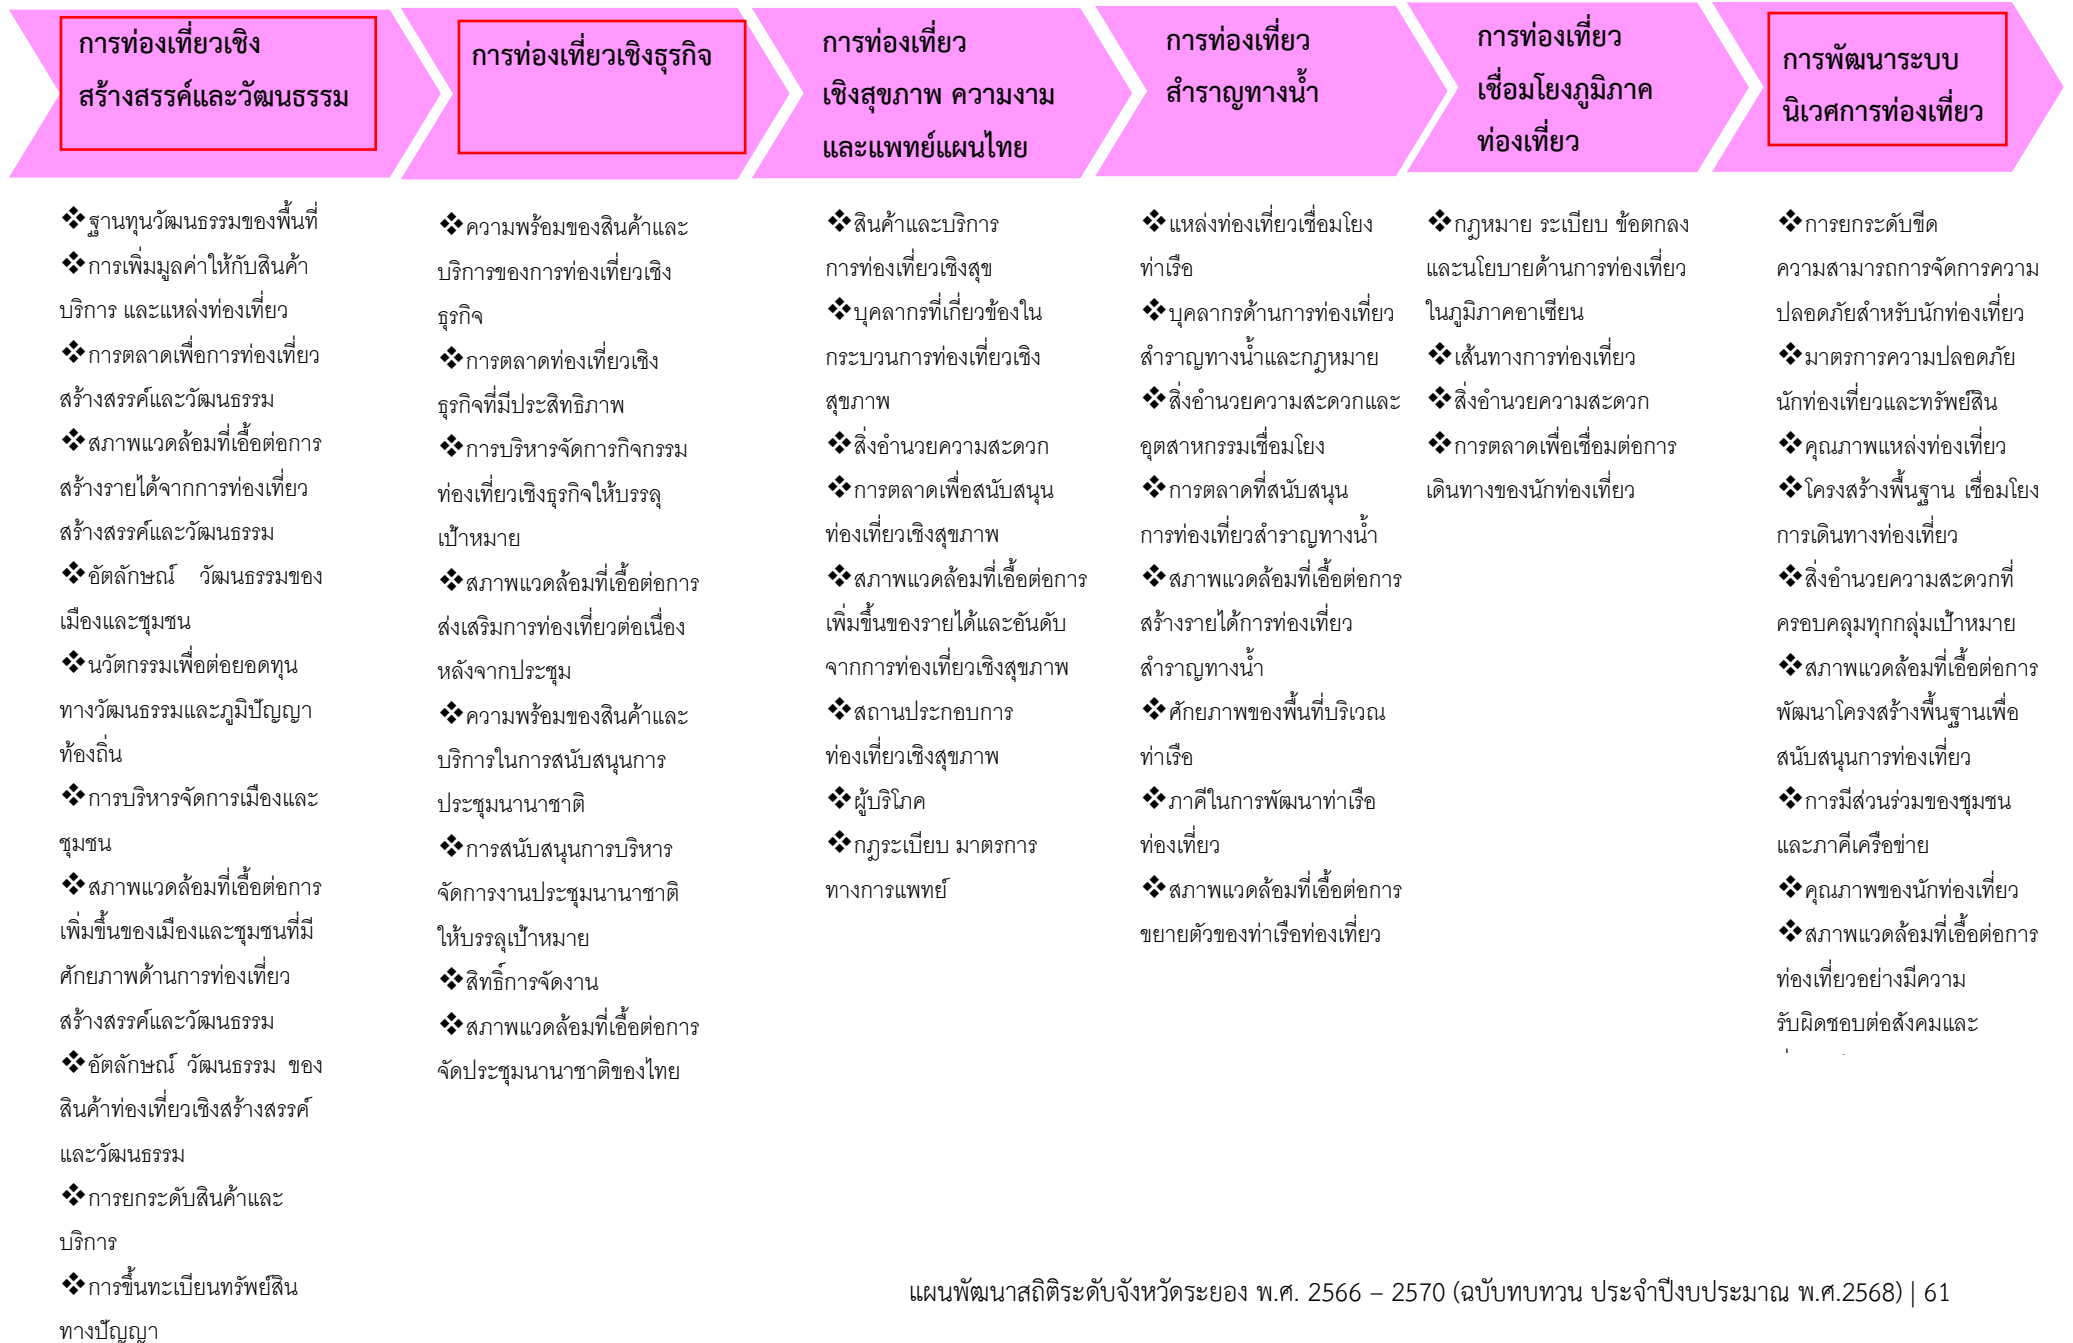 การท่องเที่ยวเชิง
สร้างสรรค์และวัฒนธรรม
การท่องเที่ยวเชิงธุรกิจ
การท่องเที่ยว
เชิงสุขภาพ ความงาม
และแพทย์แผนไทย
การท่องเที่ยว
สำราญทางน้ำ
การท่องเที่ยว
เชื่อมโยงภูมิภาค
ท่องเที่ยว
การพัฒนาระบบ
นิเวศการท่องเที่ยว
❖ฐานทุนวัฒนธรรมของพื้นที่
❖การเพิ่มมูลค่าให้กับสินค้า
บริการ และแหล่งท่องเที่ยว
❖การตลาดเพื่อการท่องเที่ยว
สร้างสรรค์และวัฒนธรรม
❖สภาพแวดล้อมที่เอื้อต่อการ
สร้างรายได้จากการท่องเที่ยว
สร้างสรรค์และวัฒนธรรม
❖อัตลักษณ์ วัฒนธรรมของ
เมืองและชุมชน
❖นวัตกรรมเพื่อต่อยอดทุน
ทางวัฒนธรรมและภูมิปัญญา
ท้องถิ่น
❖การบริหารจัดการเมืองและ
ชุมชน
❖สภาพแวดล้อมที่เอื้อต่อการ
เพิ่มขึ้นของเมืองและชุมชนที่มี
ศักยภาพด้านการท่องเที่ยว
สร้างสรรค์และวัฒนธรรม
❖อัตลักษณ์ วัฒนธรรม ของ
สินค้าท่องเที่ยวเชิงสร้างสรรค์
และวัฒนธรรม
❖การยกระดับสินค้าและ
บริการ
❖การขึ้นทะเบียนทรัพย์สิน
ทางปัญญา
❖ความพร้อมของสินค้าและ
บริการของการท่องเที่ยวเชิง
ธุรกิจ
❖การตลาดท่องเที่ยวเชิง
ธุรกิจที่มีประสิทธิภาพ
❖การบริหารจัดการกิจกรรม
ท่องเที่ยวเชิงธุรกิจให้บรรลุ
เป้าหมาย
❖สภาพแวดล้อมที่เอื้อต่อการ
ส่งเสริมการท่องเที่ยวต่อเนื่อง
หลังจากประชุม
❖ความพร้อมของสินค้าและ
บริการในการสนับสนุนการ
ประชุมนานาชาติ
❖การสนับสนุนการบริหาร
จัดการงานประชุมนานาชาติ
ให้บรรลุเป้าหมาย
❖สิทธิ์การจัดงาน
❖สภาพแวดล้อมที่เอื้อต่อการ
จัดประชุมนานาชาติของไทย
❖สินค้าและบริการ
การท่องเที่ยวเชิงสุข
❖บุคลากรที่เกี่ยวข้องใน
กระบวนการท่องเที่ยวเชิง
สุขภาพ
❖สิ่งอำนวยความสะดวก
❖การตลาดเพื่อสนับสนุน
ท่องเที่ยวเชิงสุขภาพ
❖สภาพแวดล้อมที่เอื้อต่อการ
เพิ่มขึ้นของรายได้และอันดับ
จากการท่องเที่ยวเชิงสุขภาพ
❖สถานประกอบการ
ท่องเที่ยวเชิงสุขภาพ
❖ผู้บริโภค
❖กฎระเบียบ มาตรการ
ทางการแพทย์
❖แหล่งท่องเที่ยวเชื่อมโยง
ท่าเรือ
❖บุคลากรด้านการท่องเที่ยว
สำราญทางน้ำและกฎหมาย
❖สิ่งอำนวยความสะดวกและ
อุตสาหกรรมเชื่อมโยง
❖การตลาดที่สนับสนุน
การท่องเที่ยวสำราญทางน้ำ
❖สภาพแวดล้อมที่เอื้อต่อการ
สร้างรายได้การท่องเที่ยว
สำราญทางน้ำ
❖ศักยภาพของพื้นที่บริเวณ
ท่าเรือ
❖ภาคีในการพัฒนาท่าเรือ
ท่องเที่ยว
❖สภาพแวดล้อมที่เอื้อต่อการ
ขยายตัวของท่าเรือท่องเที่ยว
❖กฎหมาย ระเบียบ ข้อตกลง
และนโยบายด้านการท่องเที่ยว
ในภูมิภาคอาเซียน
❖เส้นทางการท่องเที่ยว
❖สิ่งอำนวยความสะดวก
❖การตลาดเพื่อเชื่อมต่อการ
เดินทางของนักท่องเที่ยว
❖การยกระดับขีด
ความสามารถการจัดการความ
ปลอดภัยสำหรับนักท่องเที่ยว
❖มาตรการความปลอดภัย
นักท่องเที่ยวและทรัพย์สิน
❖คุณภาพแหล่งท่องเที่ยว
❖โครงสร้างพื้นฐาน เชื่อมโยง
การเดินทางท่องเที่ยว
❖สิ่งอำนวยความสะดวกที่
ครอบคลุมทุกกลุ่มเป้าหมาย
❖สภาพแวดล้อมที่เอื้อต่อการ
พัฒนาโครงสร้างพื้นฐานเพื่อ
สนับสนุนการท่องเที่ยว
❖การมีส่วนร่วมของชุมชน
และภาคีเครือข่าย
❖คุณภาพของนักท่องเที่ยว
❖สภาพแวดล้อมที่เอื้อต่อการ
ท่องเที่ยวอย่างมีความ
รับผิดชอบต่อสังคมและ
แผนพัฒนาสถิติระดับจังหวัดระยอง พ.ศ. 2566 – 2570 (ฉบับทบทวน ประจำปีงบประมาณ พ.ศ.2568) | 61